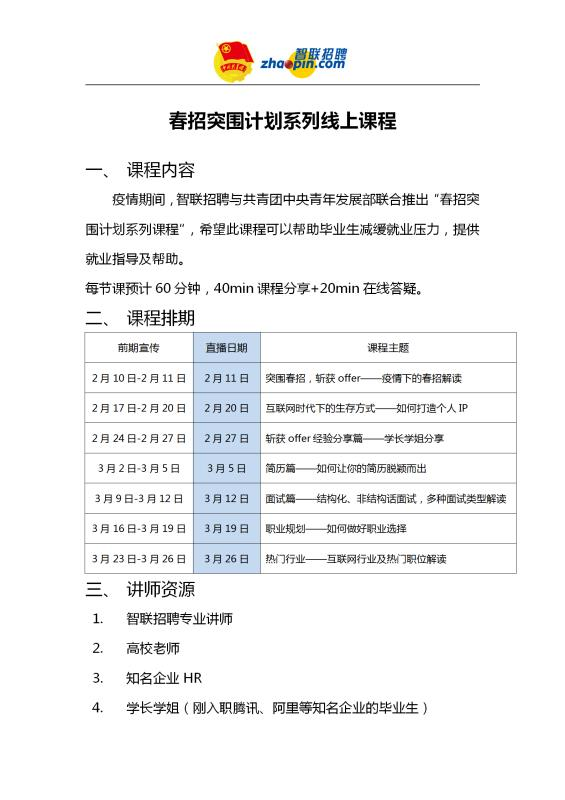 智联招聘
zhaopin.com
春招突围计划系列线上课程
一、 课程内容
疫情期间，智联招聘与共青团中央青年发展部联合推出“春招突
围计划系列课程”，希望此课程可以帮助毕业生减缓就业压力，提供
就业指导及帮助。
每节课预计 60 分钟，40min 课程分享+20min 在线答疑。
二、 课程排期
前期宣传 直播日期 课程主题
2 月 10 日-2 月 11 日 2 月 11 日 突围春招，斩获 offer——疫情下的春招解读
2 月 17 日-2 月 20 日 2 月 20 日 互联网时代下的生存方式——如何打造个人 IP
2 月 24 日-2 月 27 日 2 月 27 日 斩获 offer 经验分享篇——学长学姐分享
3 月 2 日-3 月 5 日 3 月 5 日 简历篇——如何让你的简历脱颖而出
3 月 9 日-3 月 12 日 3 月 12 日 面试篇——结构化、非结构话面试，多种面试类型解读
3 月 16 日-3 月 19 日 3 月 19 日 职业规划——如何做好职业选择
3 月 23 日-3 月 26 日 3 月 26 日 热门行业——互联网行业及热门职位解读
三、 讲师资源
1. 智联招聘专业讲师
2. 高校老师
3. 知名企业 HR
4. 学长学姐（刚入职腾讯、阿里等知名企业的毕业生）